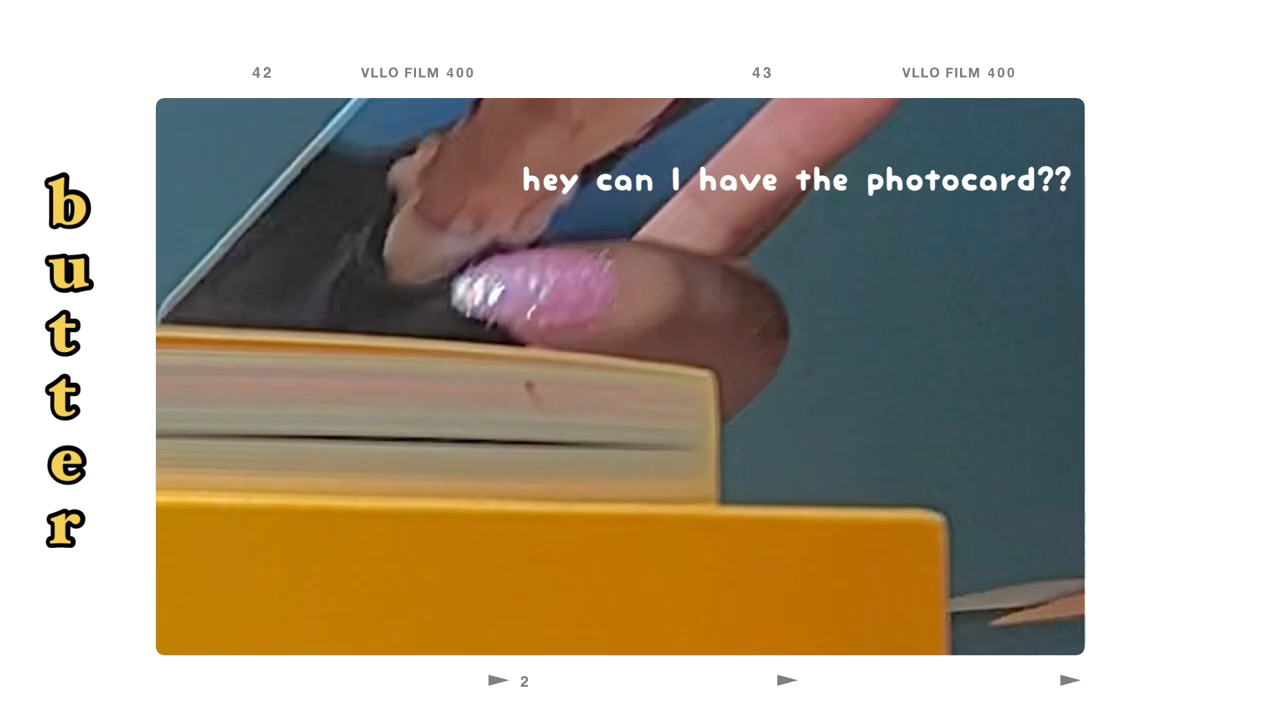 42 VLLO FILM 400 43 VLLO FILM 400
hey can I have the photocard??
butter
2